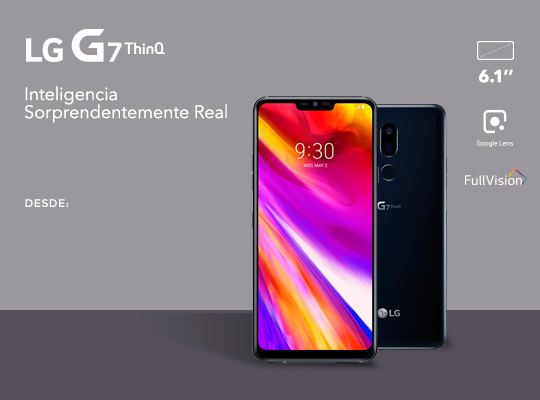 LG G7 ThinQ
Inteligencia
Sorprendentemente Real
DESDE:
6.1”
Google Lens
FullVision
9:30
WED, MAY 2
G7 ThinQ
LG